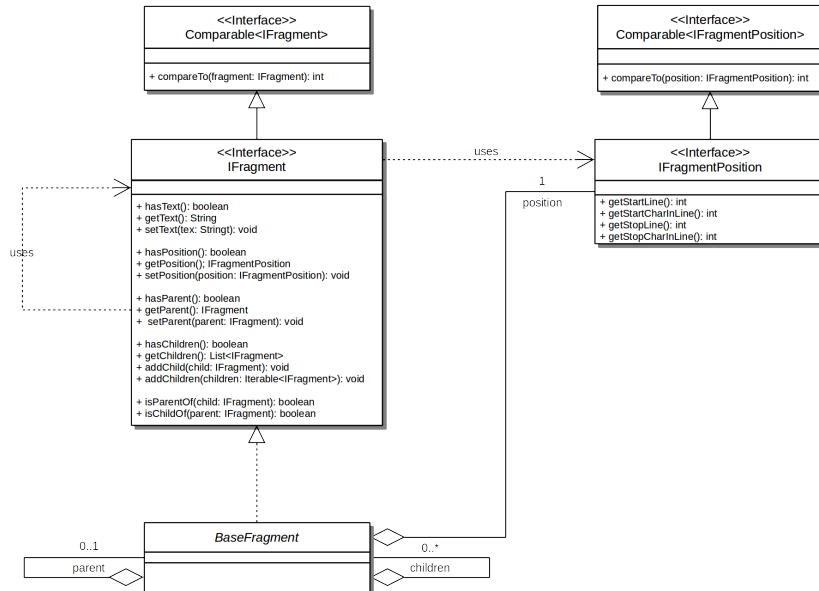 <<Interface>>
Comparable<IFragment>
+ compareTo(fragment: IFragment): int
<<Interface>>
Comparable<IFragmentPosition>
+ compareTo(position: IFragmentPosition): int
<<Interface>>
IFragment
+ hasText(): boolean
+ getText(): String
+ setText(tex: Stringt): void
+ hasPosition(): boolean
+ getPosition(); IFragmentPosition
+ setPosition(position: IFragmentPosition): void
+ hasParent(): boolean
+ getParent(): IFragment
+ setParent(parent: IFragment): void
+ hasChildren(): boolean
+ getChildren(): List<IFragment>
+ addChild(child: IFragment): void
+ addChildren(children: Iterable<IFragment>): void
+ isParentOf(child: IFragment): boolean
+ isChildOf(parent: IFragment): boolean
uses
uses
<<Interface>>
IFragmentPosition
+ getStartLine(): int
+ getStartCharInLine(): int
+ getStopLine(): int
+ getStopCharInLine(): int
1
position
BaseFragment
0..1
parent
0..*
children